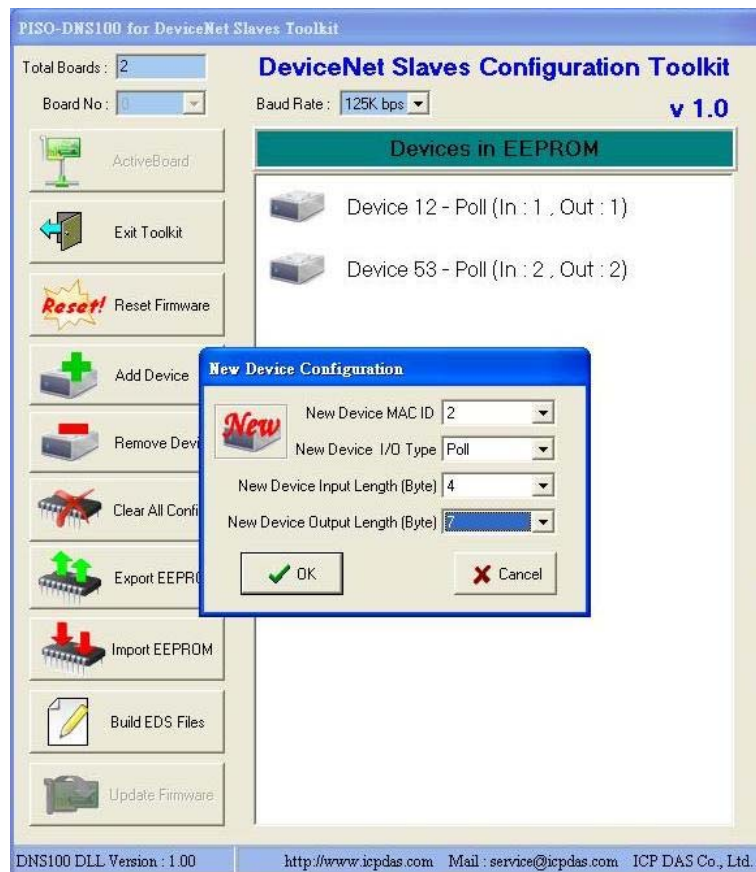 PISO-DNS100 for DeviceNet Slaves Toolkit
Total Boards : 2
DeviceNet Slaves Configuration Toolkit
Board No : 0
Baud Rate : 125K bps
v 1.0
ActiveBoard
Devices in EEPROM
Device 12 - Poll (In : 1 , Out : 1)
Exit Toolkit
Device 53 - Poll (In : 2 , Out : 2)
Reset! Reset Firmware
Add Device
New Device Configuration
New
New Device MAC ID 2
New Device I/O Type Poll
Remove Devi
New Device Input Length (Byte) 4
Clear All Confi
New Device Output Length (Byte) 7
Export EEPRO
OK
Cancel
Import EEPROM
Build EDS Files
Update Firmware
DNS100 DLL Version : 1.00
http://www.icpdas.com Mail : service@icpdas.com ICP DAS Co., Ltd.